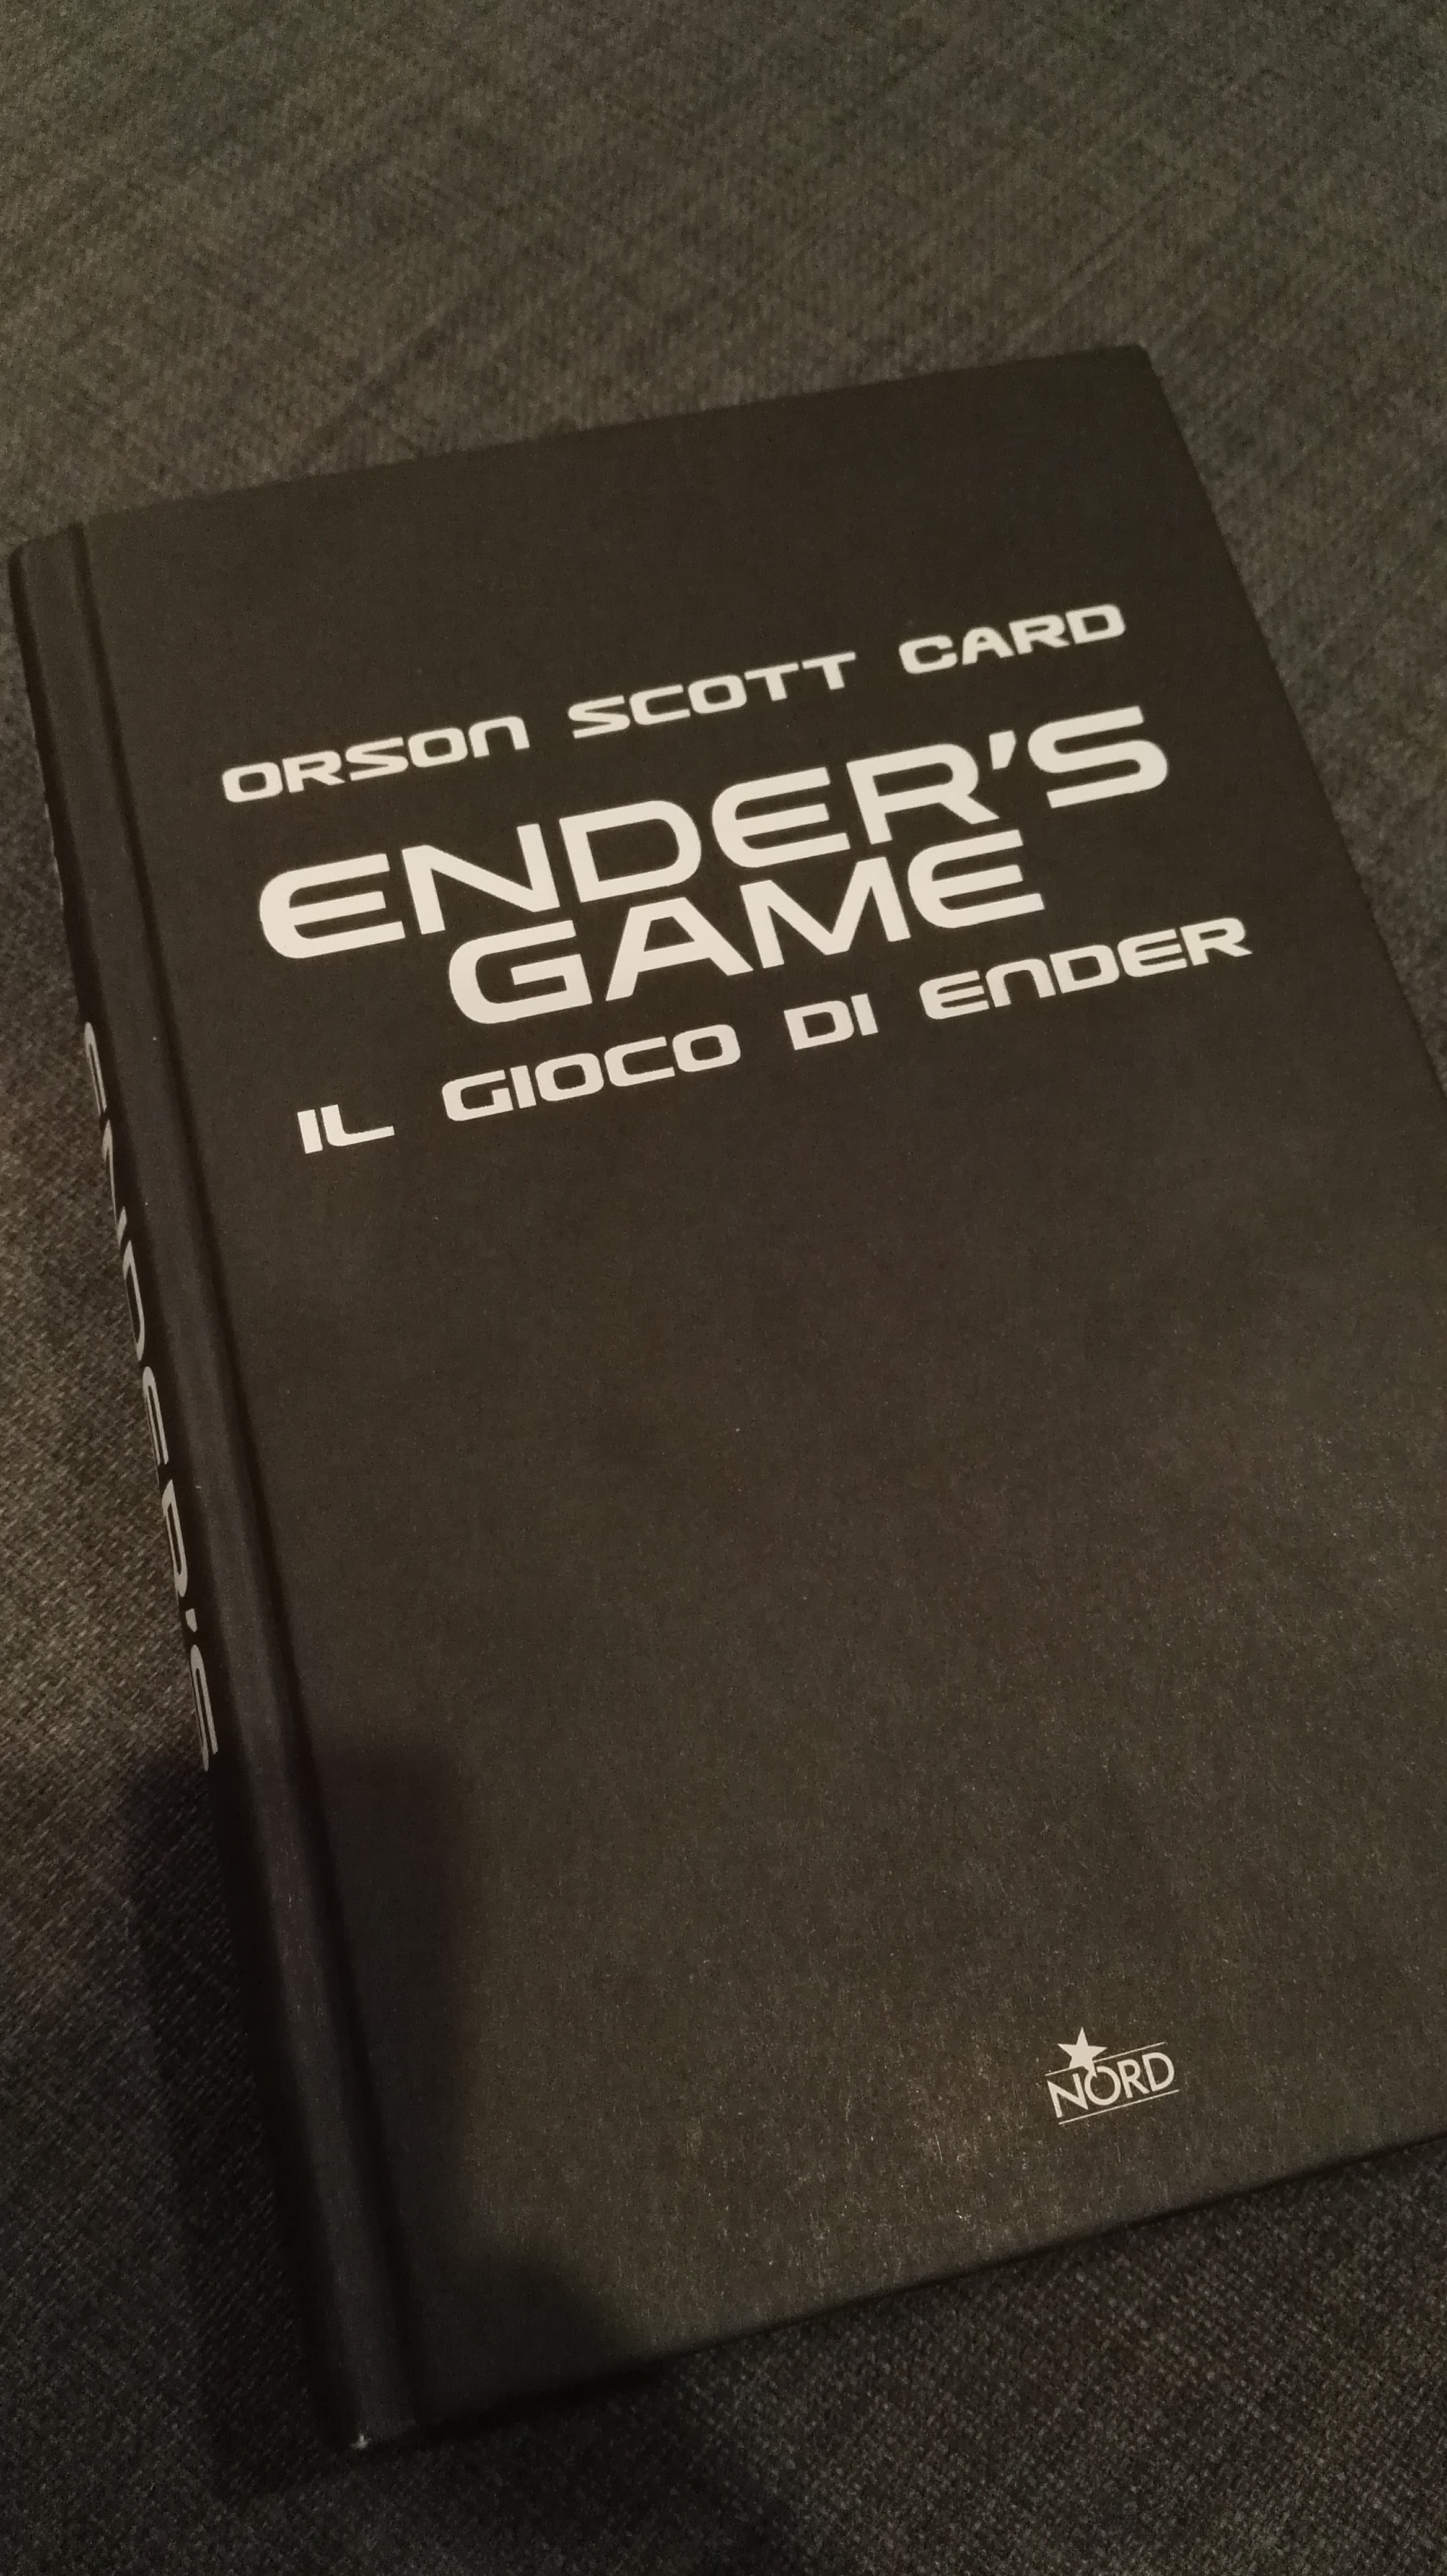 ORSON SCOTT CARD
ENDER'S
GAME
IL GIOCO DI ENDER
ENDER'S
NORD